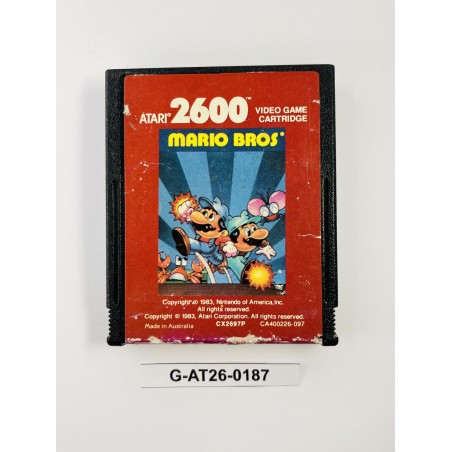 ATARI® 2600™ VIDEO GAME CARTRIDGE
MARIO BROS®
Copyright © 1983, Nintendo of America, Inc.
All rights reserved.
Copyright © 1983, Atari Corporation. All rights reserved.
Made in Australia CX2697P CA400226-097
G-AT26-0187